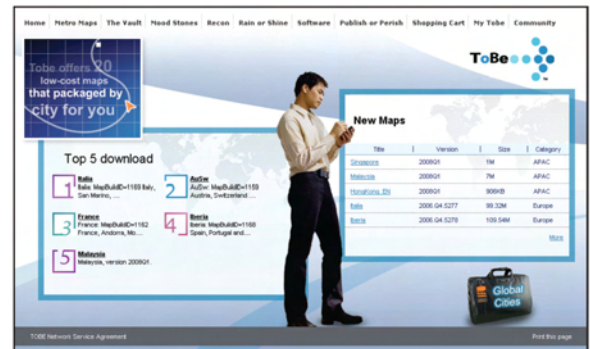 Home Metro Maps The Vault Mood Stones Recon Rain or Shine Software Publish or Perish Shopping Cart My Tobe Community
Tobe offers 20
low-cost maps
that packaged by
city for you
ToBe
TM
Top 5 download
1 Italia
Italia: MapBuildID=1169 Italy,
San Marino, ...
2 AuSw
AuSw: MapBuildID=1159
Austria, Switzerland ...
3 France
France: MapBuildID=1162
France, Andorra, Mo...
4 Iberia
Iberia: MapBuildID=1168
Spain, Portugal and...
5 Malaysia
Malaysia, version 2008Q1.
New Maps
Title | Version | Size | Category
Singapore 2008Q1 1M APAC
Malaysia 2008Q1 7M APAC
HongKong, EN 2008Q1 906KB APAC
Italia 2006.Q4.5277 99.32M Europe
Iberia 2006.Q4.5278 109.54M Europe
More
Global
Cities
TOBE Network Service Agreement Print this page